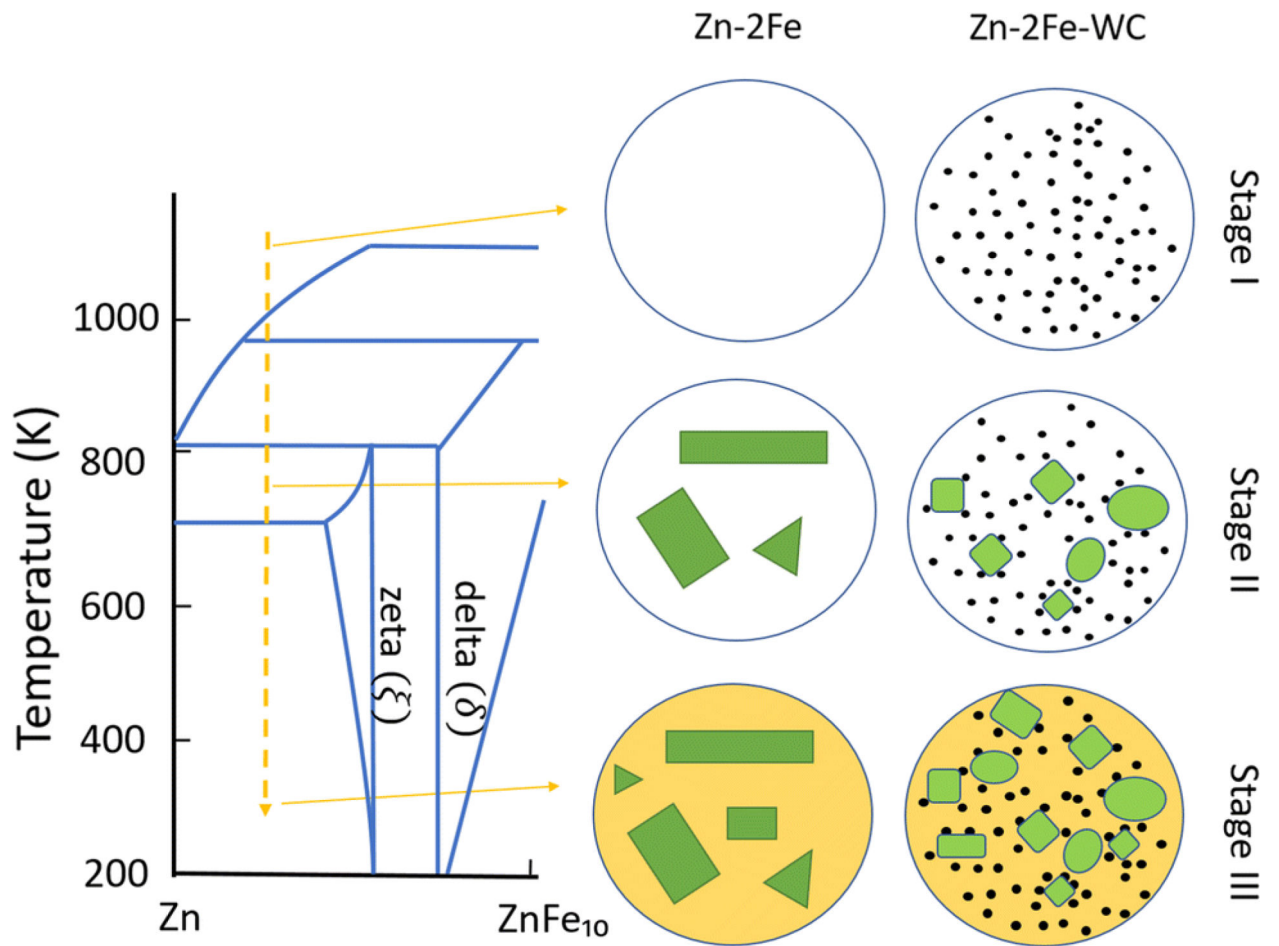 Zn-2Fe
Zn-2Fe-WC
Stage I
Stage II
Stage III
Temperature (K)
1000
800
600
400
200
zeta (ξ)
delta (δ)
Zn
ZnFe₁₀